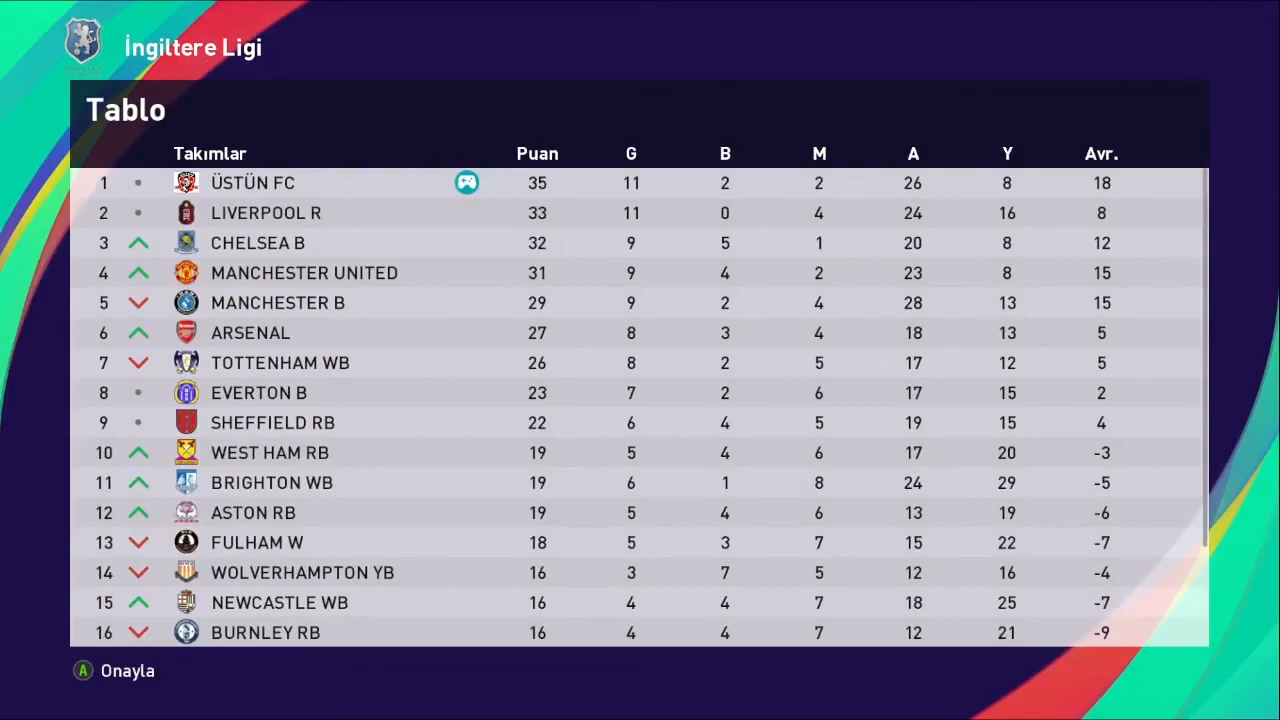 İngiltere Ligi
Tablo
Takımlar Puan G B M A Y Avr.
1 ÜSTÜN FC 35 11 2 2 26 8 18
2 LIVERPOOL R 33 11 0 4 24 16 8
3 CHELSEA B 32 9 5 1 20 8 12
4 MANCHESTER UNITED 31 9 4 2 23 8 15
5 MANCHESTER B 29 9 2 4 28 13 15
6 ARSENAL 27 8 3 4 18 13 5
7 TOTTENHAM WB 26 8 2 5 17 12 5
8 EVERTON B 23 7 2 6 17 15 2
9 SHEFFIELD RB 22 6 4 5 19 15 4
10 WEST HAM RB 19 5 4 6 17 20 -3
11 BRIGHTON WB 19 6 1 8 24 29 -5
12 ASTON RB 19 5 4 6 13 19 -6
13 FULHAM W 18 5 3 7 15 22 -7
14 WOLVERHAMPTON YB 16 3 7 5 12 16 -4
15 NEWCASTLE WB 16 4 4 7 18 25 -7
16 BURNLEY RB 16 4 4 7 12 21 -9
A Onayla